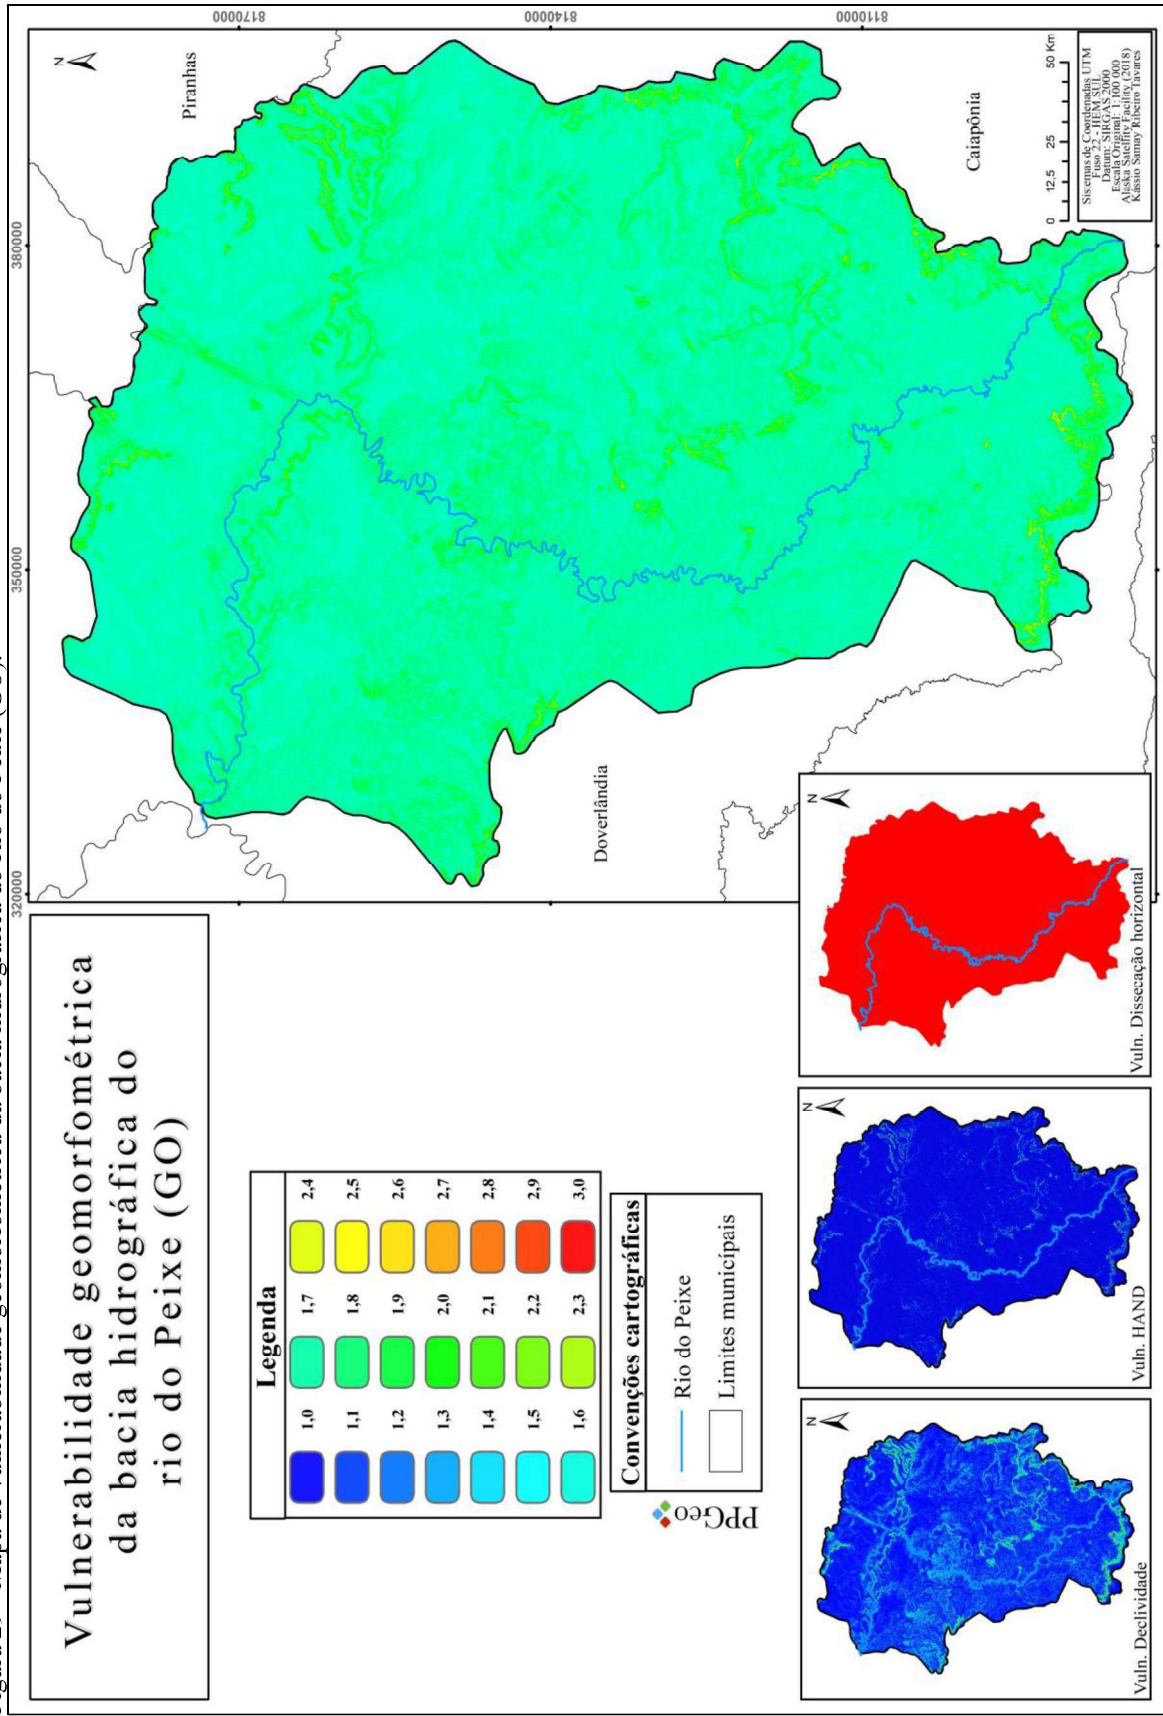 Vulnerabilidade geomorfométrica
da bacia hidrográfica do
rio do Peixe (GO)
Legenda
1,0 1,7 2,4
1,1 1,8 2,5
1,2 1,9 2,6
1,3 2,0 2,7
1,4 2,1 2,8
1,5 2,2 2,9
1,6 2,3 3,0
Convenções cartográficas
Rio do Peixe
Limites municipais
PPGeo
Vuln. Declividade
N
Vuln. HAND
N
Vuln. Dissecação horizontal
N
320000
350000
380000
8170000
8140000
8110000
N
Piranhas
Caiapônia
Doverlândia
0 12,5 25 50 Km
Sistemas de Coordenadas UTM
Fuso 22 - HEM.SUL
Datum: SIRGAS 2000
Escala Original: 1:100 000
Alaska Satellity Facility (2018)
Kássio Samay Ribeiro Tavares